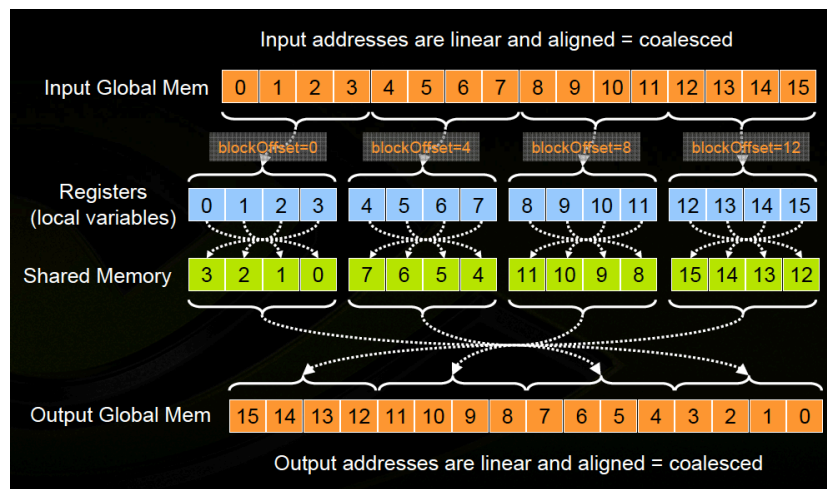 Input addresses are linear and aligned = coalesced
Input Global Mem 0 1 2 3 4 5 6 7 8 9 10 11 12 13 14 15
blockOffset=0 blockOffset=4 blockOffset=8 blockOffset=12
Registers
(local variables)
0 1 2 3 4 5 6 7 8 9 10 11 12 13 14 15
Shared Memory 3 2 1 0 7 6 5 4 11 10 9 8 15 14 13 12
Output Global Mem 15 14 13 12 11 10 9 8 7 6 5 4 3 2 1 0
Output addresses are linear and aligned = coalesced